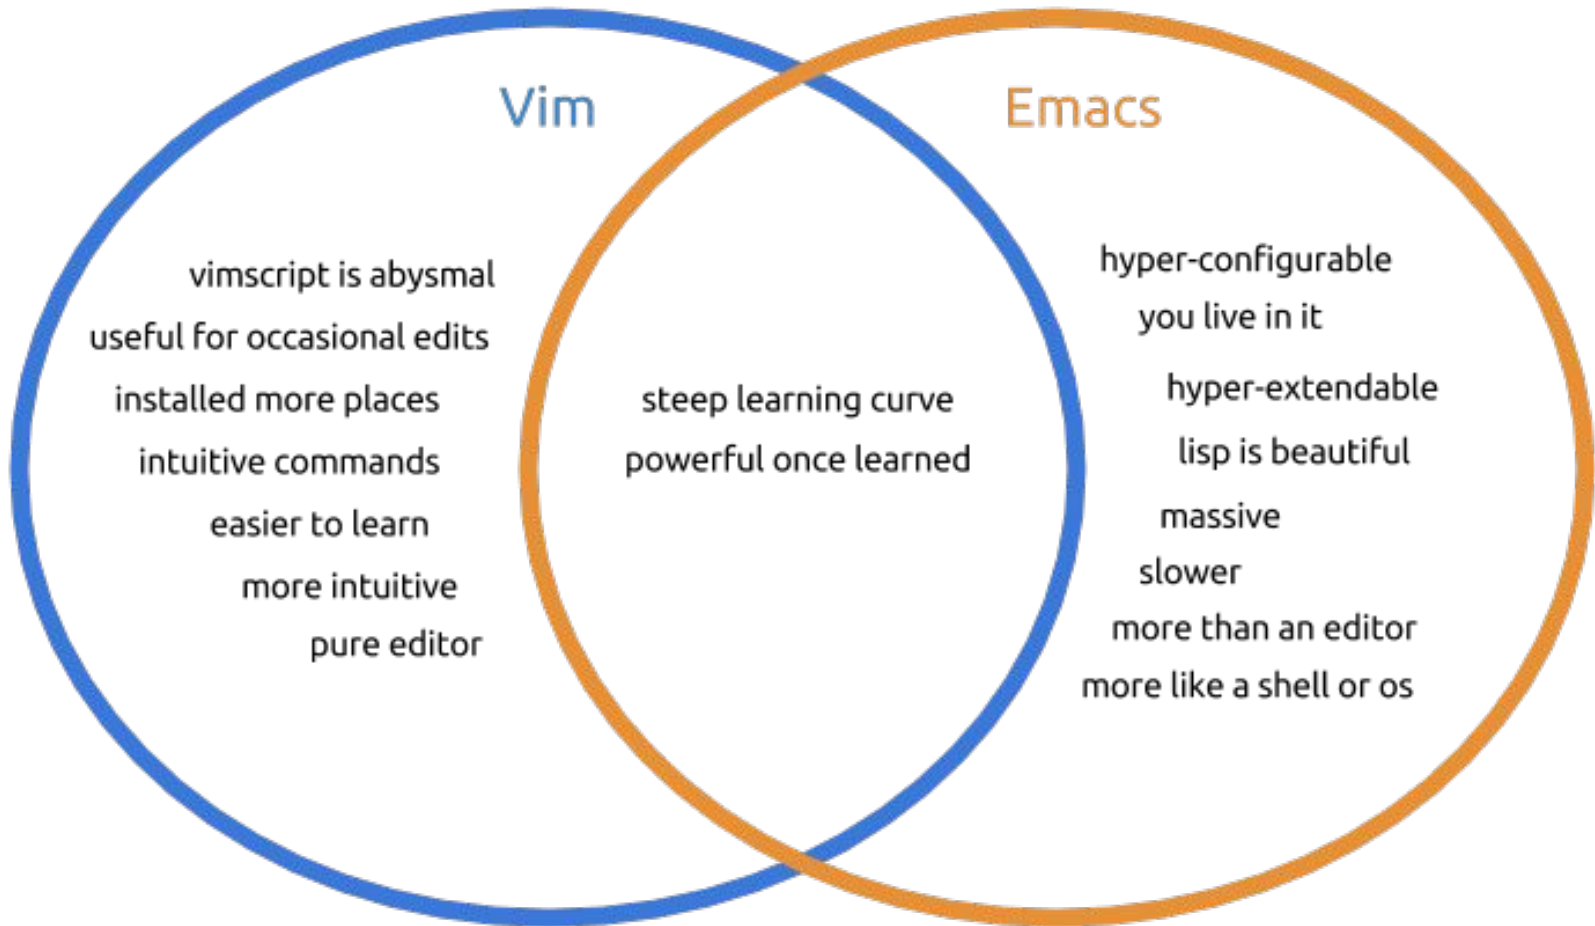 Vim
Emacs
vimscript is abysmal
useful for occasional edits
installed more places
intuitive commands
easier to learn
more intuitive
pure editor
steep learning curve
powerful once learned
hyper-configurable
you live in it
hyper-extendable
lisp is beautiful
massive
slower
more than an editor
more like a shell or os